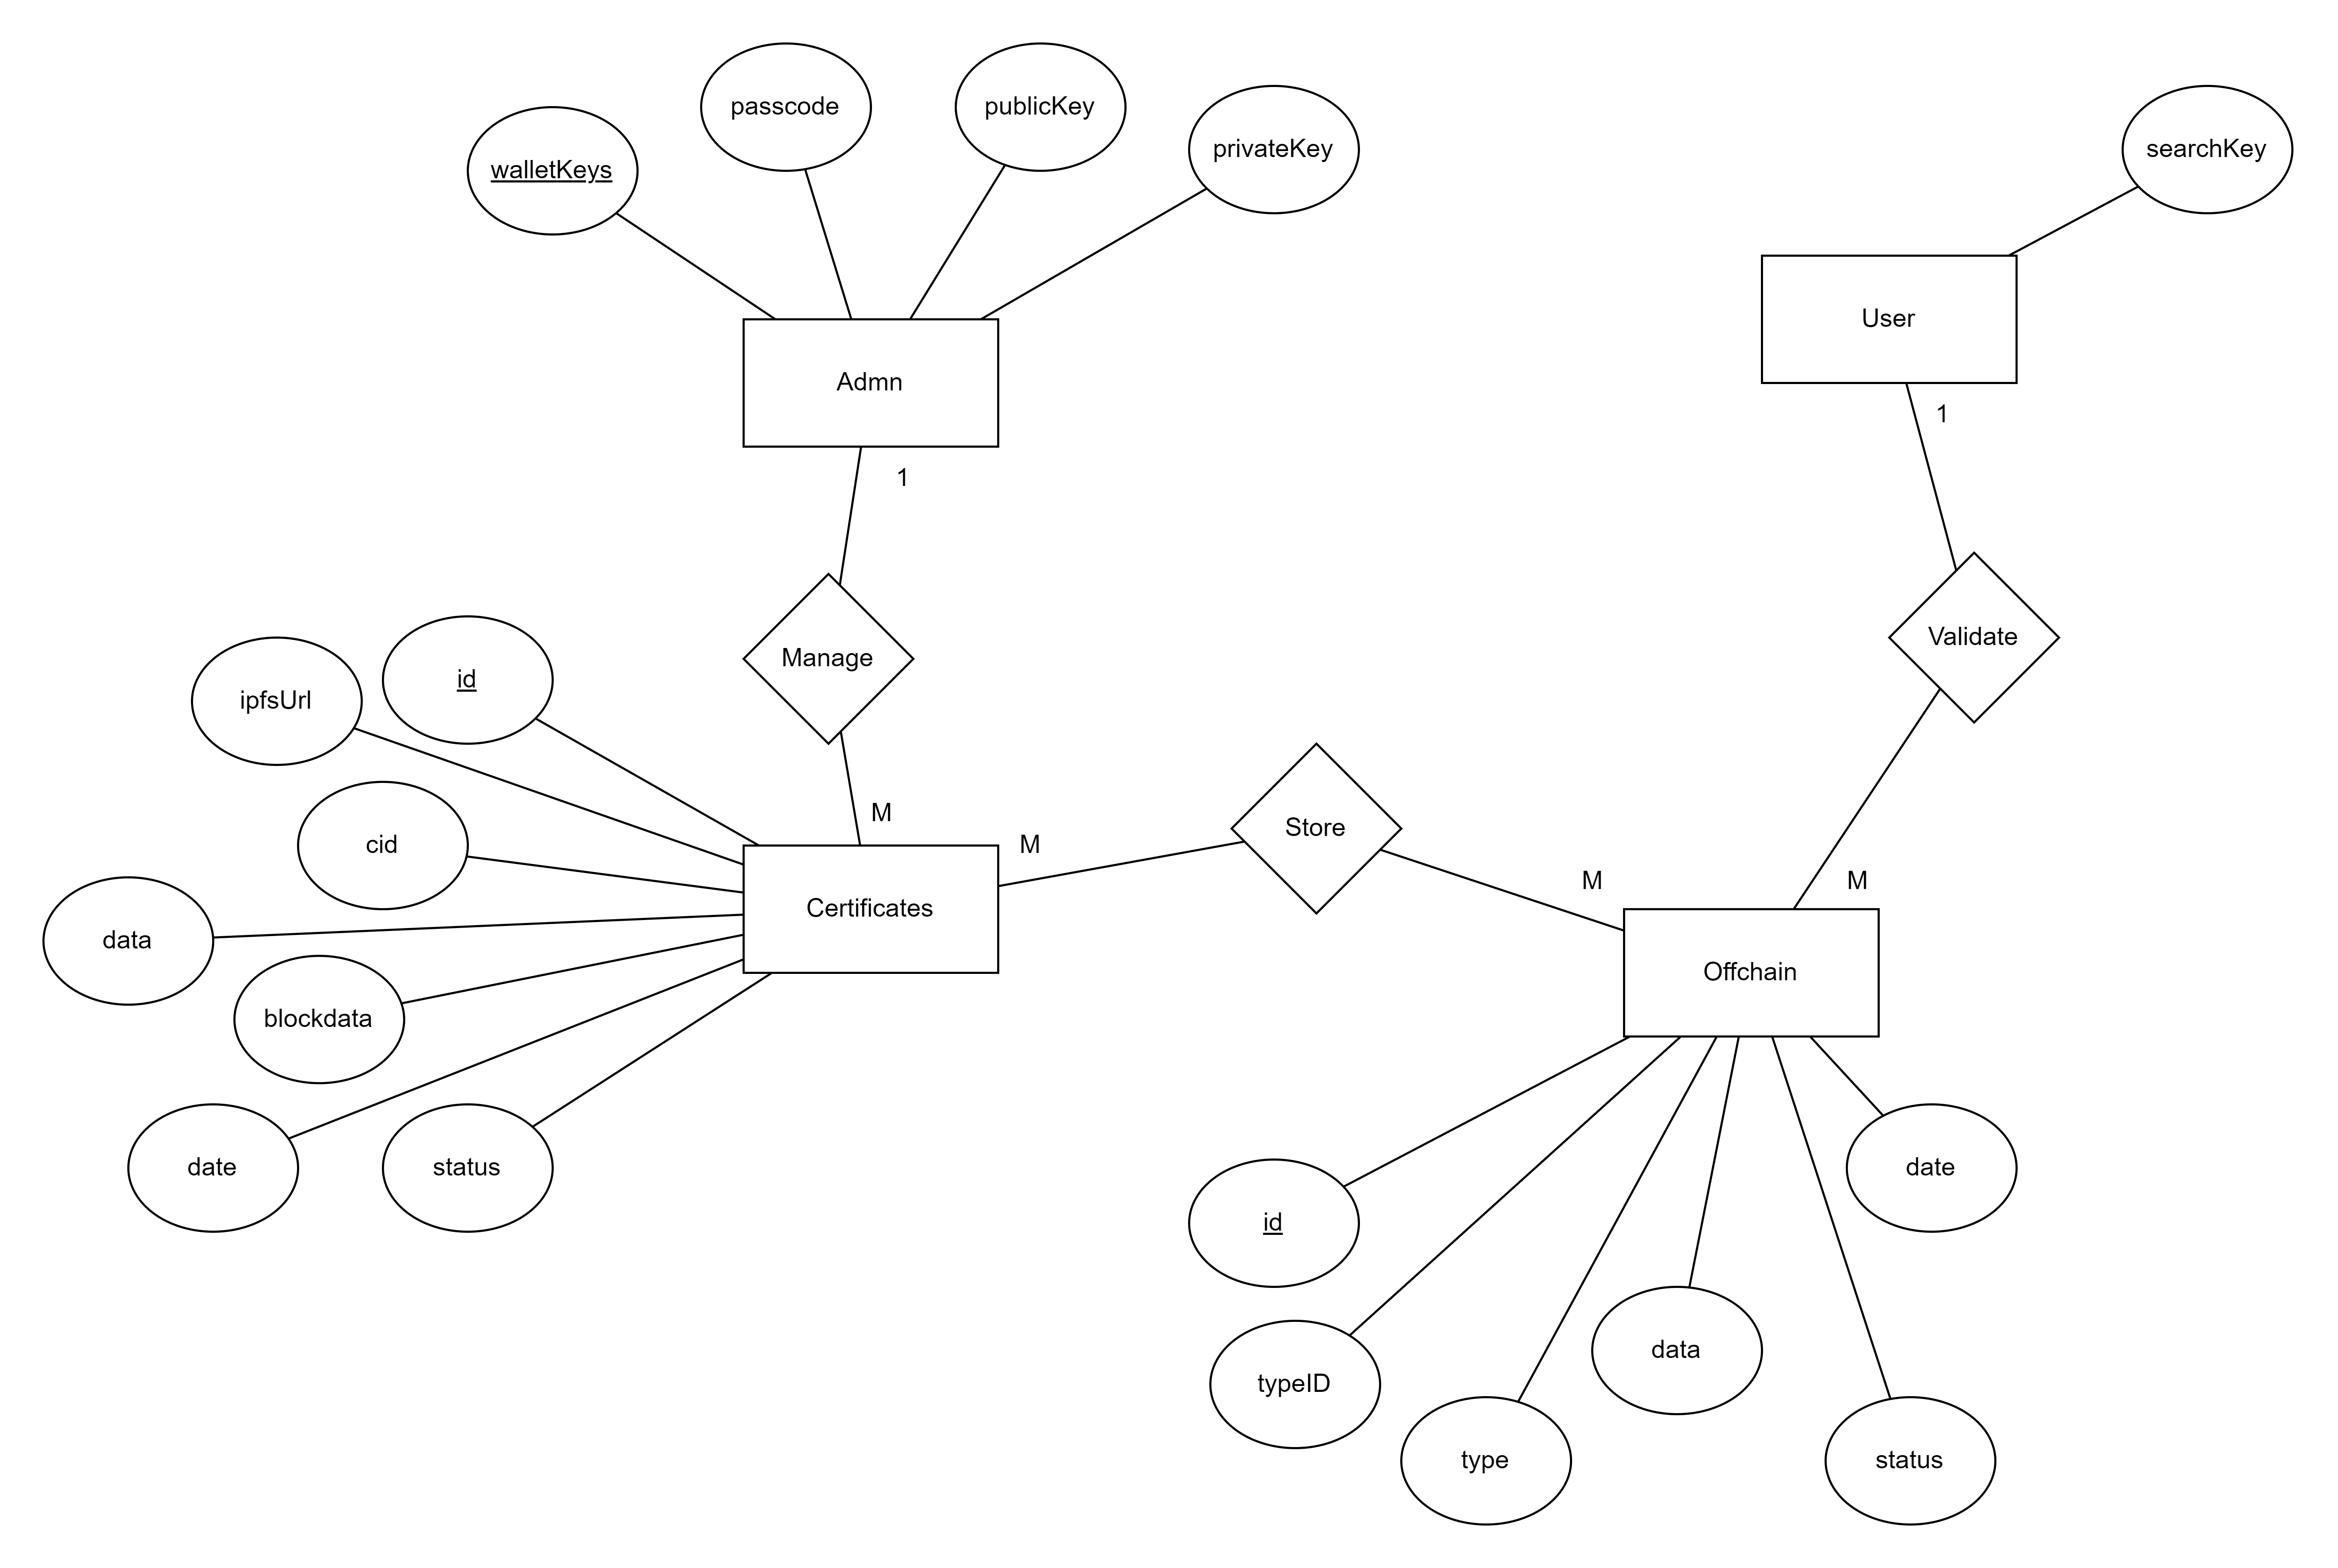 passcode
publicKey
privateKey
searchKey
walletKeys
User
Admn
1
1
Validate
Manage
id
ipfsUrl
M
Store
cid
M
M
M
Certificates
data
Offchain
blockdata
date
status
date
id
data
typeID
type
status